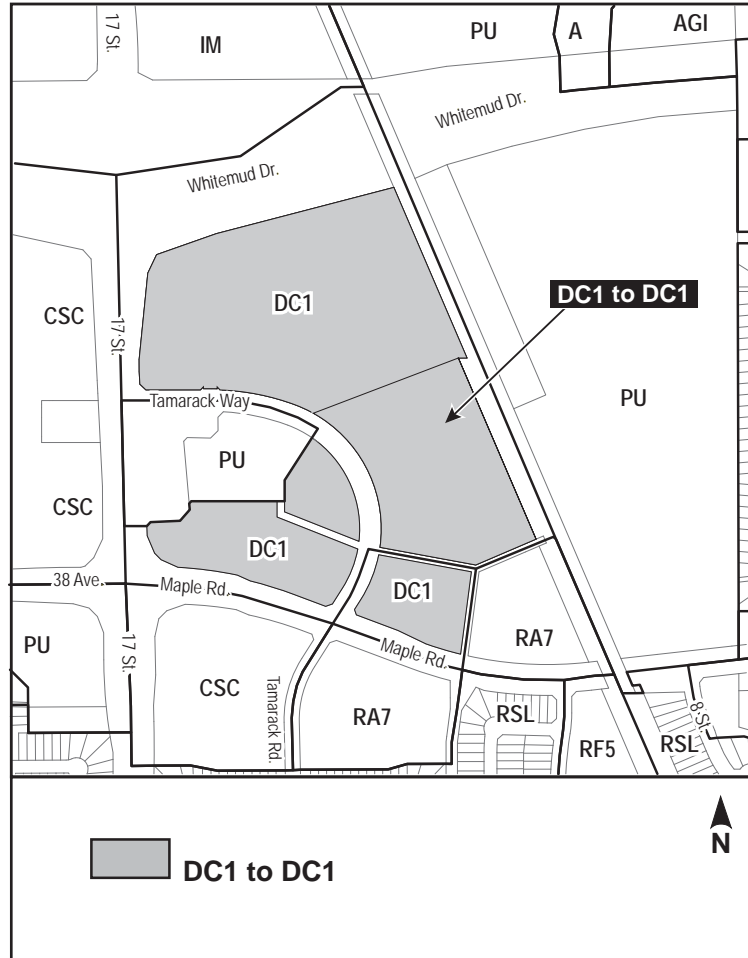 17 St.
IM
PU
A
AGI
Whitemud Dr.
Whitemud Dr.
DC1
DC1 to DC1
CSC
17 St.
PU
Tamarack Way
PU
CSC
DC1
38 Ave.
Maple Rd.
DC1
PU
17 St.
Maple Rd.
RA7
CSC
Tamarack Rd.
RA7
RSL
RF5
RSL
8 St.
N
DC1 to DC1